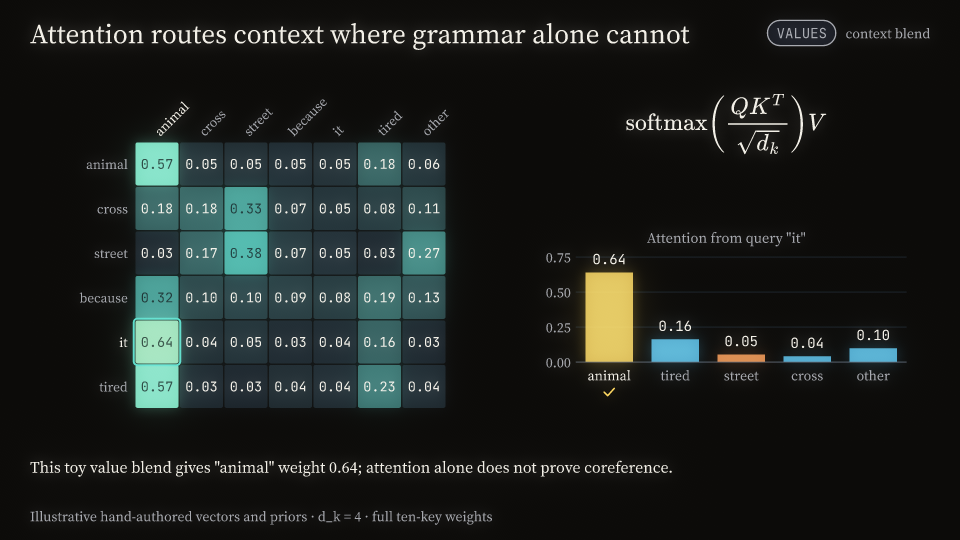 Attention routes context where grammar alone cannot
VALUES context blend
softmax(QK^T/√d_k)V
animal cross street because it tired other
animal 0.57 0.05 0.05 0.05 0.05 0.18 0.06
cross 0.18 0.18 0.33 0.07 0.05 0.08 0.11
street 0.03 0.17 0.38 0.07 0.05 0.03 0.27
because 0.32 0.10 0.10 0.09 0.08 0.19 0.13
it 0.64 0.04 0.05 0.03 0.04 0.16 0.03
tired 0.57 0.03 0.03 0.04 0.04 0.23 0.04
Attention from query "it"
0.75
0.50
0.25
0.00
0.64 0.16 0.05 0.04 0.10
animal tired street cross other
✓
This toy value blend gives "animal" weight 0.64; attention alone does not prove coreference.
Illustrative hand-authored vectors and priors · d_k = 4 · full ten-key weights